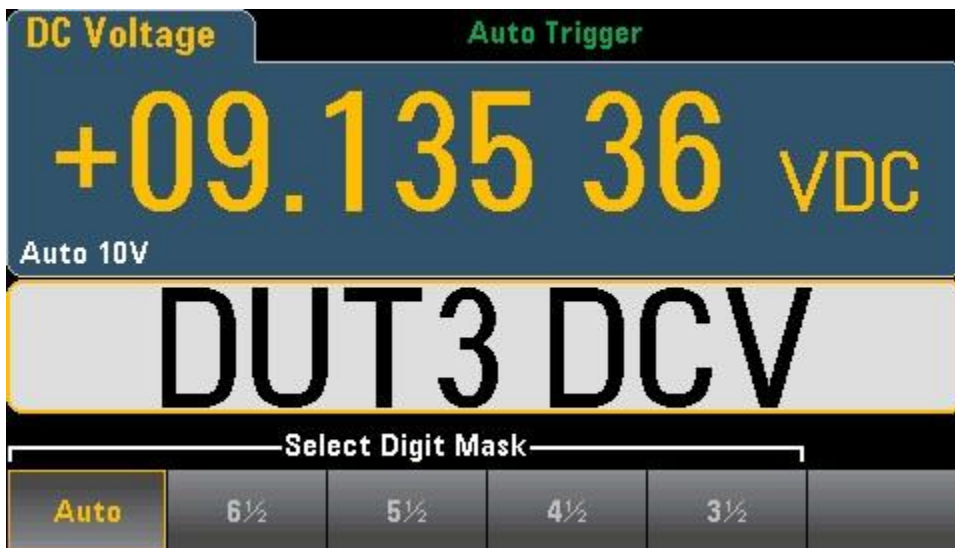 DC Voltage Auto Trigger
+09.135 36 VDC
Auto 10V
DUT3 DCV
Select Digit Mask
Auto 6½ 5½ 4½ 3½